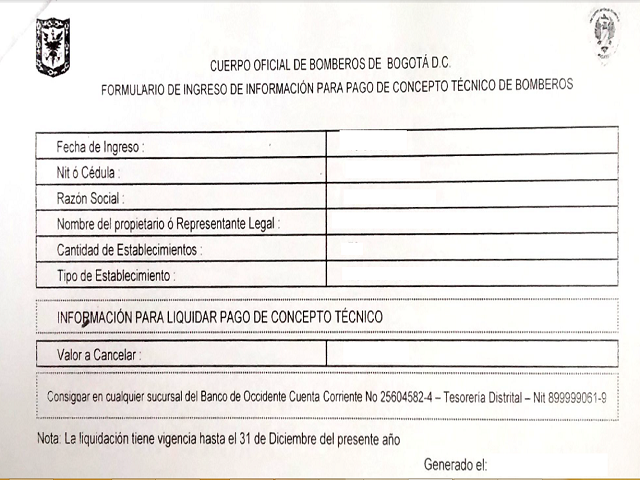 CUERPO OFICIAL DE BOMBEROS DE BOGOTÁ D.C.
FORMULARIO DE INGRESO DE INFORMACIÓN PARA PAGO DE CONCEPTO TÉCNICO DE BOMBEROS
Fecha de Ingreso :
Nit ó Cédula :
Razón Social :
Nombre del propietario ó Representante Legal :
Cantidad de Establecimientos :
Tipo de Establecimiento :
INFORMACIÓN PARA LIQUIDAR PAGO DE CONCEPTO TÉCNICO
Valor a Cancelar :
Consignar en cualquier sucursal del Banco de Occidente Cuenta Corriente No 25604582-4 – Tesorería Distrital – Nit 899999061-9
Nota: La liquidación tiene vigencia hasta el 31 de Diciembre del presente año
Generado el: